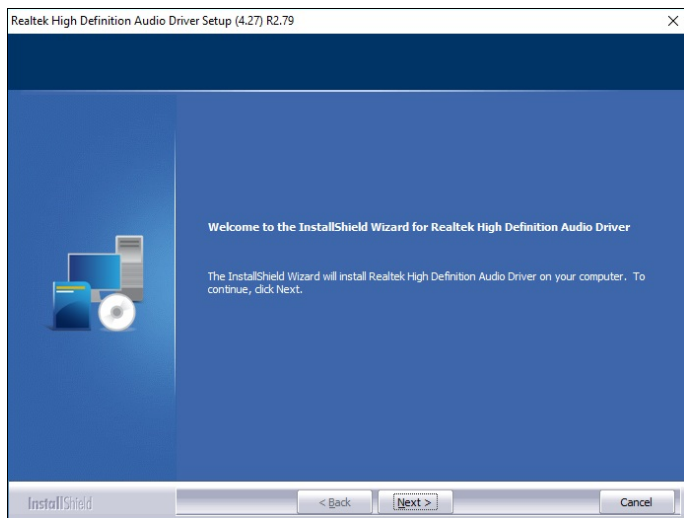 Realtek High Definition Audio Driver Setup (4.27) R2.79
Welcome to the InstallShield Wizard for Realtek High Definition Audio Driver
The InstallShield Wizard will install Realtek High Definition Audio Driver on your computer. To
continue, click Next.
InstallShield
< Back
Next >
Cancel